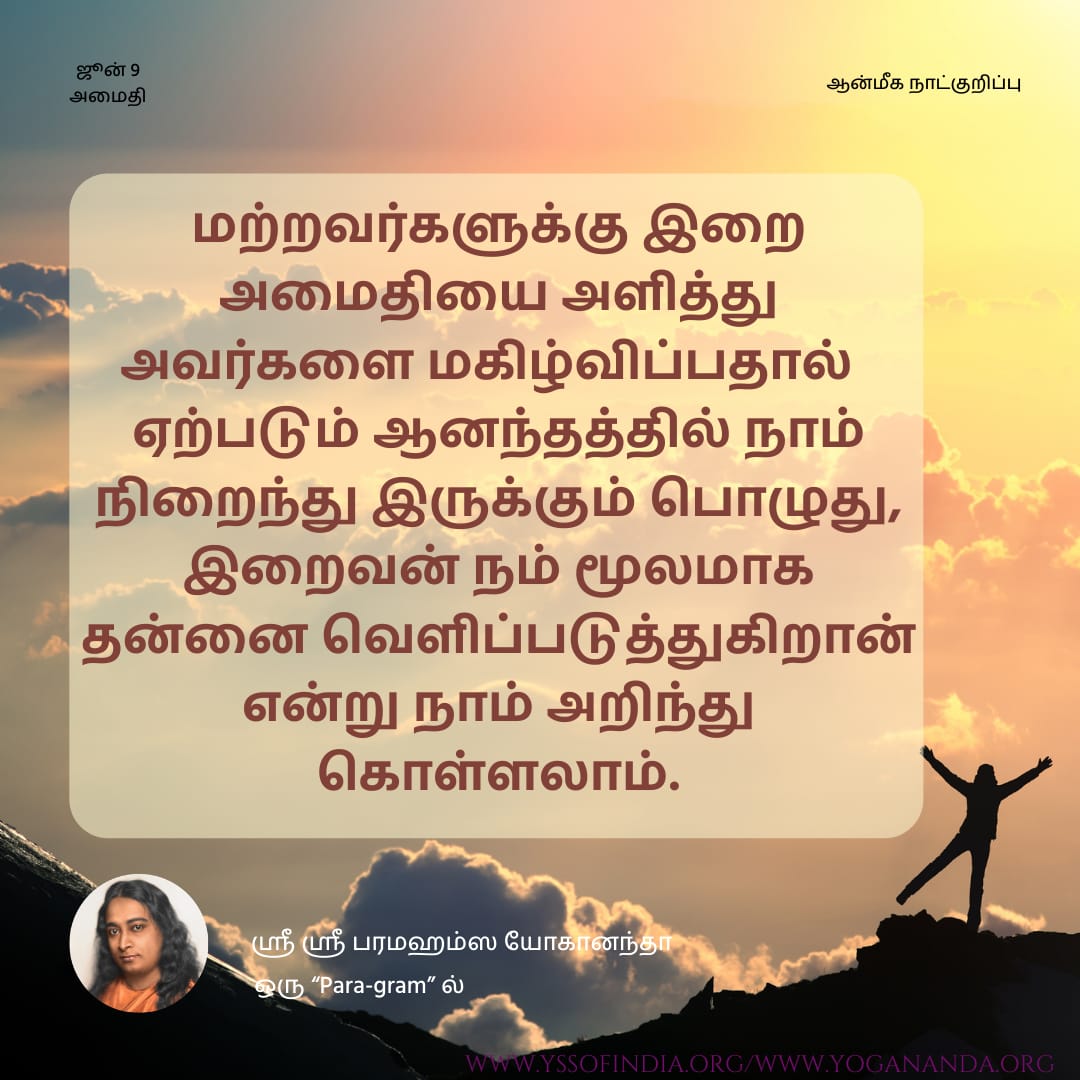 ஜூன் 9
அமைதி
ஆன்மீக நாட்குறிப்பு
மற்றவர்களுக்கு இறை
அமைதியை அளித்து
அவர்களை மகிழ்விப்பதால்
ஏற்படும் ஆனந்தத்தில் நாம்
நிறைந்து இருக்கும் பொழுது,
இறைவன் நம் மூலமாக
தன்னை வெளிப்படுத்துகிறான்
என்று நாம் அறிந்து
கொள்ளலாம்.
ஸ்ரீ ஸ்ரீ பரமஹம்ஸ யோகானந்தா
ஒரு “Para-gram” ல்
WWW.YSSOFINDIA.ORG/WWW.YOGANANDA.ORG